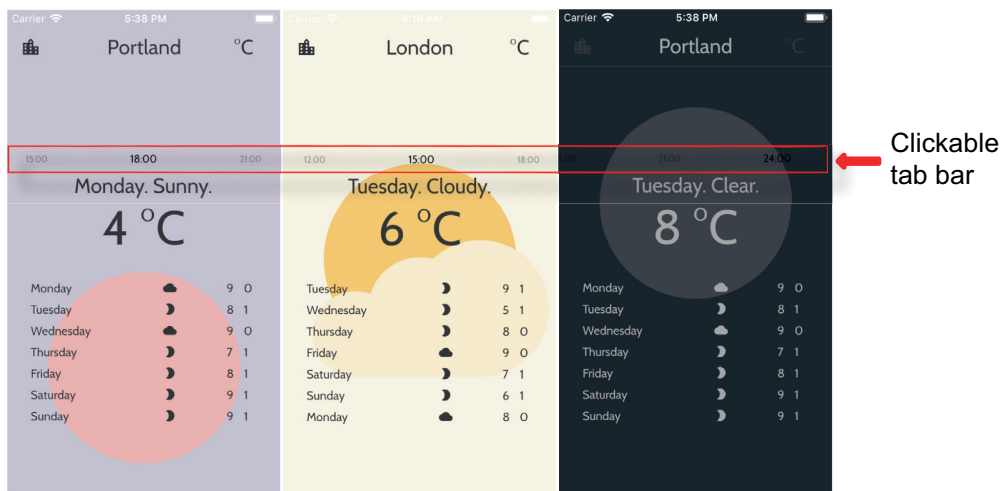 Carrier 5:38 PM
Portland °C
15:00 18:00 21:00
Monday. Sunny.
4 °C
Monday 9 0
Tuesday 8 1
Wednesday 9 0
Thursday 7 1
Friday 8 1
Saturday 9 1
Sunday 9 1
Carrier 8:18 AM
London °C
12:00 15:00 18:00
Tuesday. Cloudy.
6 °C
Tuesday 9 1
Wednesday 5 1
Thursday 8 0
Friday 9 0
Saturday 7 1
Sunday 6 1
Monday 8 0
Carrier 5:38 PM
Portland °C
21:00 24:00
Tuesday. Clear.
8 °C
Monday 9 0
Tuesday 8 1
Wednesday 9 0
Thursday 7 1
Friday 8 1
Saturday 9 1
Sunday 9 1
Clickable
tab bar